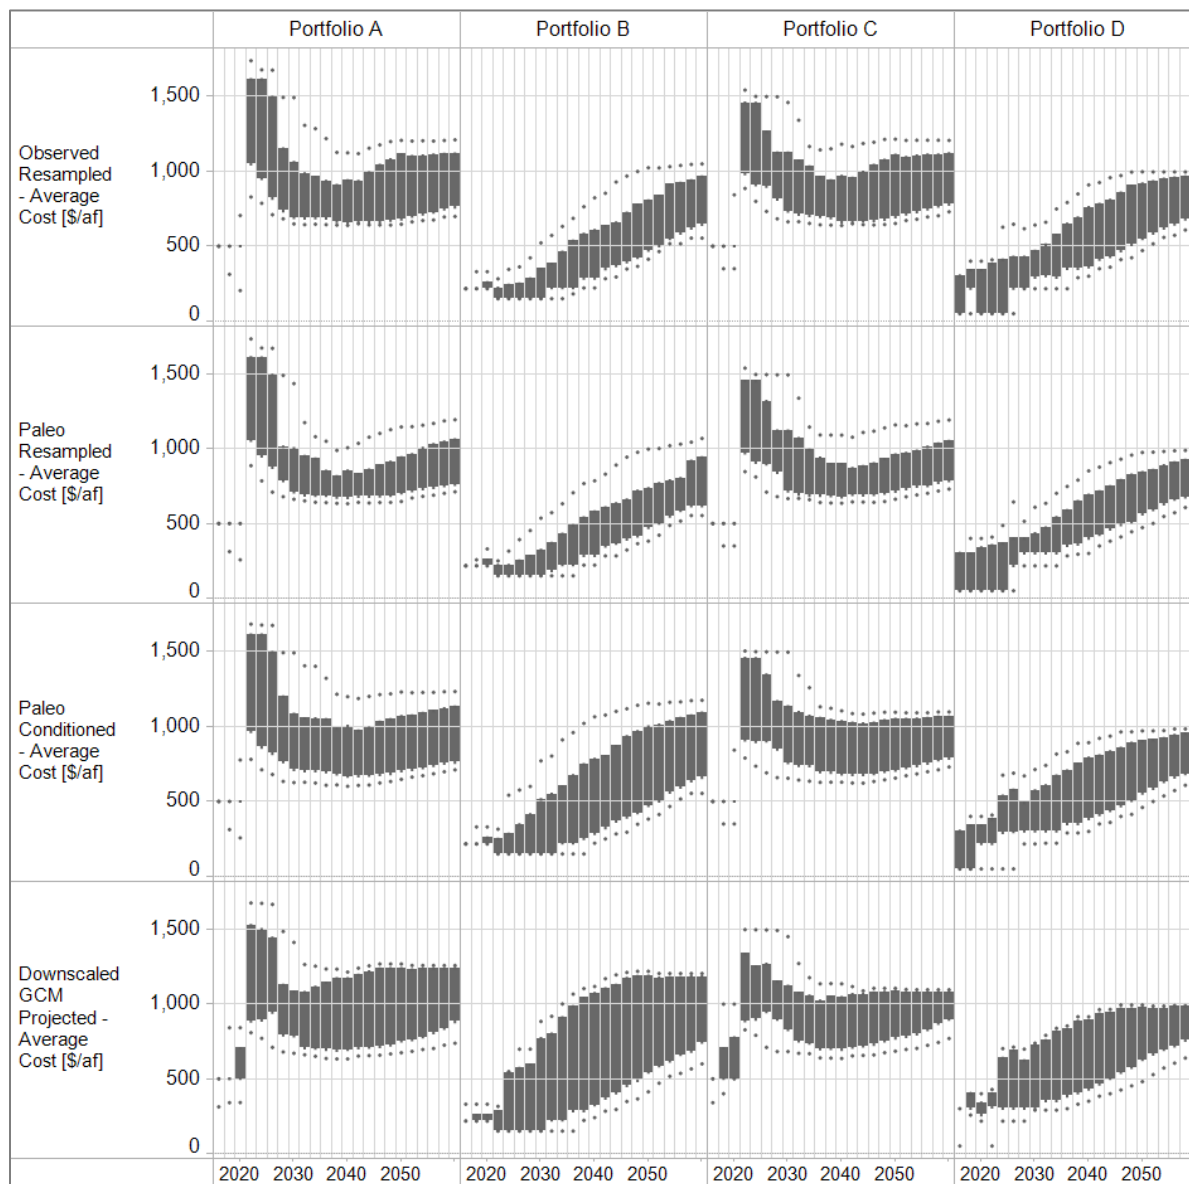 Portfolio A Portfolio B Portfolio C Portfolio D
Observed
Resampled
- Average
Cost [$/af]
1,500
1,000
500
0
Paleo
Resampled
- Average
Cost [$/af]
1,500
1,000
500
0
Paleo
Conditioned
- Average
Cost [$/af]
1,500
1,000
500
0
Downscaled
GCM
Projected -
Average
Cost [$/af]
1,500
1,000
500
0
2020 2030 2040 2050 2020 2030 2040 2050 2020 2030 2040 2050 2020 2030 2040 2050